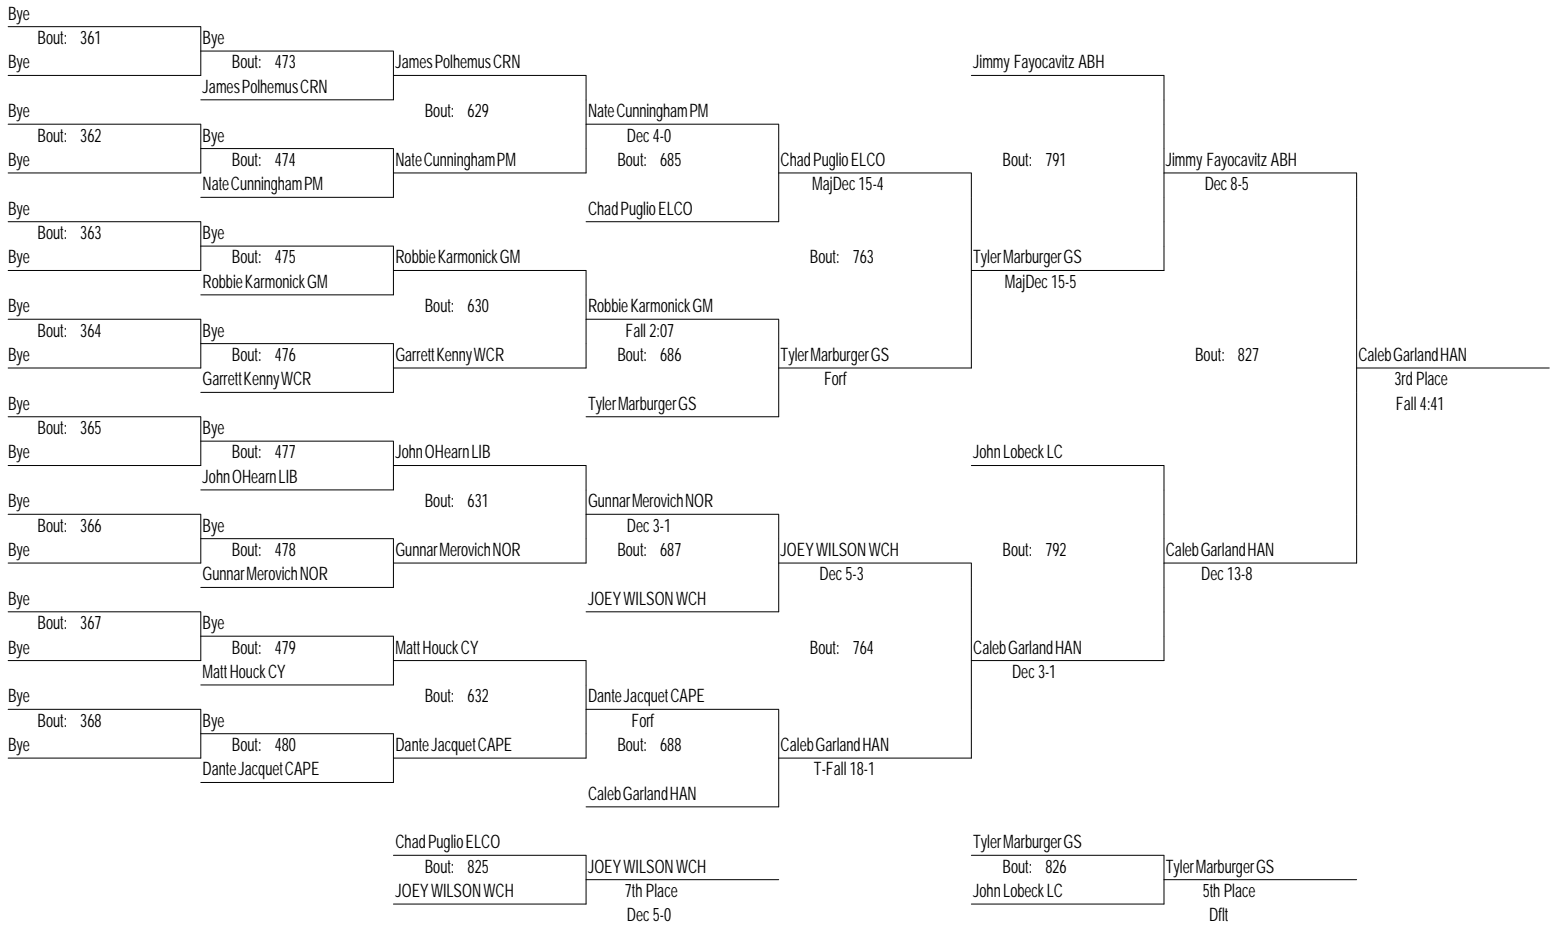 Bye
Bout: 361
Bye
Bye
Bout: 362
Bye
Bye
Bout: 363
Bye
Bye
Bout: 364
Bye
Bye
Bout: 365
Bye
Bye
Bout: 366
Bye
Bye
Bout: 367
Bye
Bye
Bout: 368
Bye
Bye
Bout: 473
James Polhemus CRN
Bye
Bout: 474
Nate Cunningham PM
Bye
Bout: 475
Robbie Karmonick GM
Bye
Bout: 476
Garrett Kenny WCR
Bye
Bout: 477
John OHearn LIB
Bye
Bout: 478
Gunnar Merovich NOR
Bye
Bout: 479
Matt Houck CY
Bye
Bout: 480
Dante Jacquet CAPE
James Polhemus CRN
Bout: 629
Nate Cunningham PM
Robbie Karmonick GM
Bout: 630
Garrett Kenny WCR
John OHearn LIB
Bout: 631
Gunnar Merovich NOR
Matt Houck CY
Bout: 632
Dante Jacquet CAPE
Nate Cunningham PM
Dec 4-0
Bout: 685
Chad Puglio ELCO
Robbie Karmonick GM
Fall 2:07
Bout: 686
Tyler Marburger GS
Gunnar Merovich NOR
Dec 3-1
Bout: 687
JOEY WILSON WCH
Dante Jacquet CAPE
Forf
Bout: 688
Caleb Garland HAN
Chad Puglio ELCO
MajDec 15-4
Bout: 763
Tyler Marburger GS
Forf
JOEY WILSON WCH
Dec 5-3
Bout: 764
Caleb Garland HAN
T-Fall 18-1
Jimmy Fayocavitz ABH
Bout: 791
Tyler Marburger GS
MajDec 15-5
John Lobeck LC
Bout: 792
Caleb Garland HAN
Dec 3-1
Jimmy Fayocavitz ABH
Dec 8-5
Bout: 827
Caleb Garland HAN
Dec 13-8
Caleb Garland HAN
3rd Place
Fall 4:41
Chad Puglio ELCO
Bout: 825
JOEY WILSON WCH
JOEY WILSON WCH
7th Place
Dec 5-0
Tyler Marburger GS
Bout: 826
John Lobeck LC
Tyler Marburger GS
5th Place
Dflt